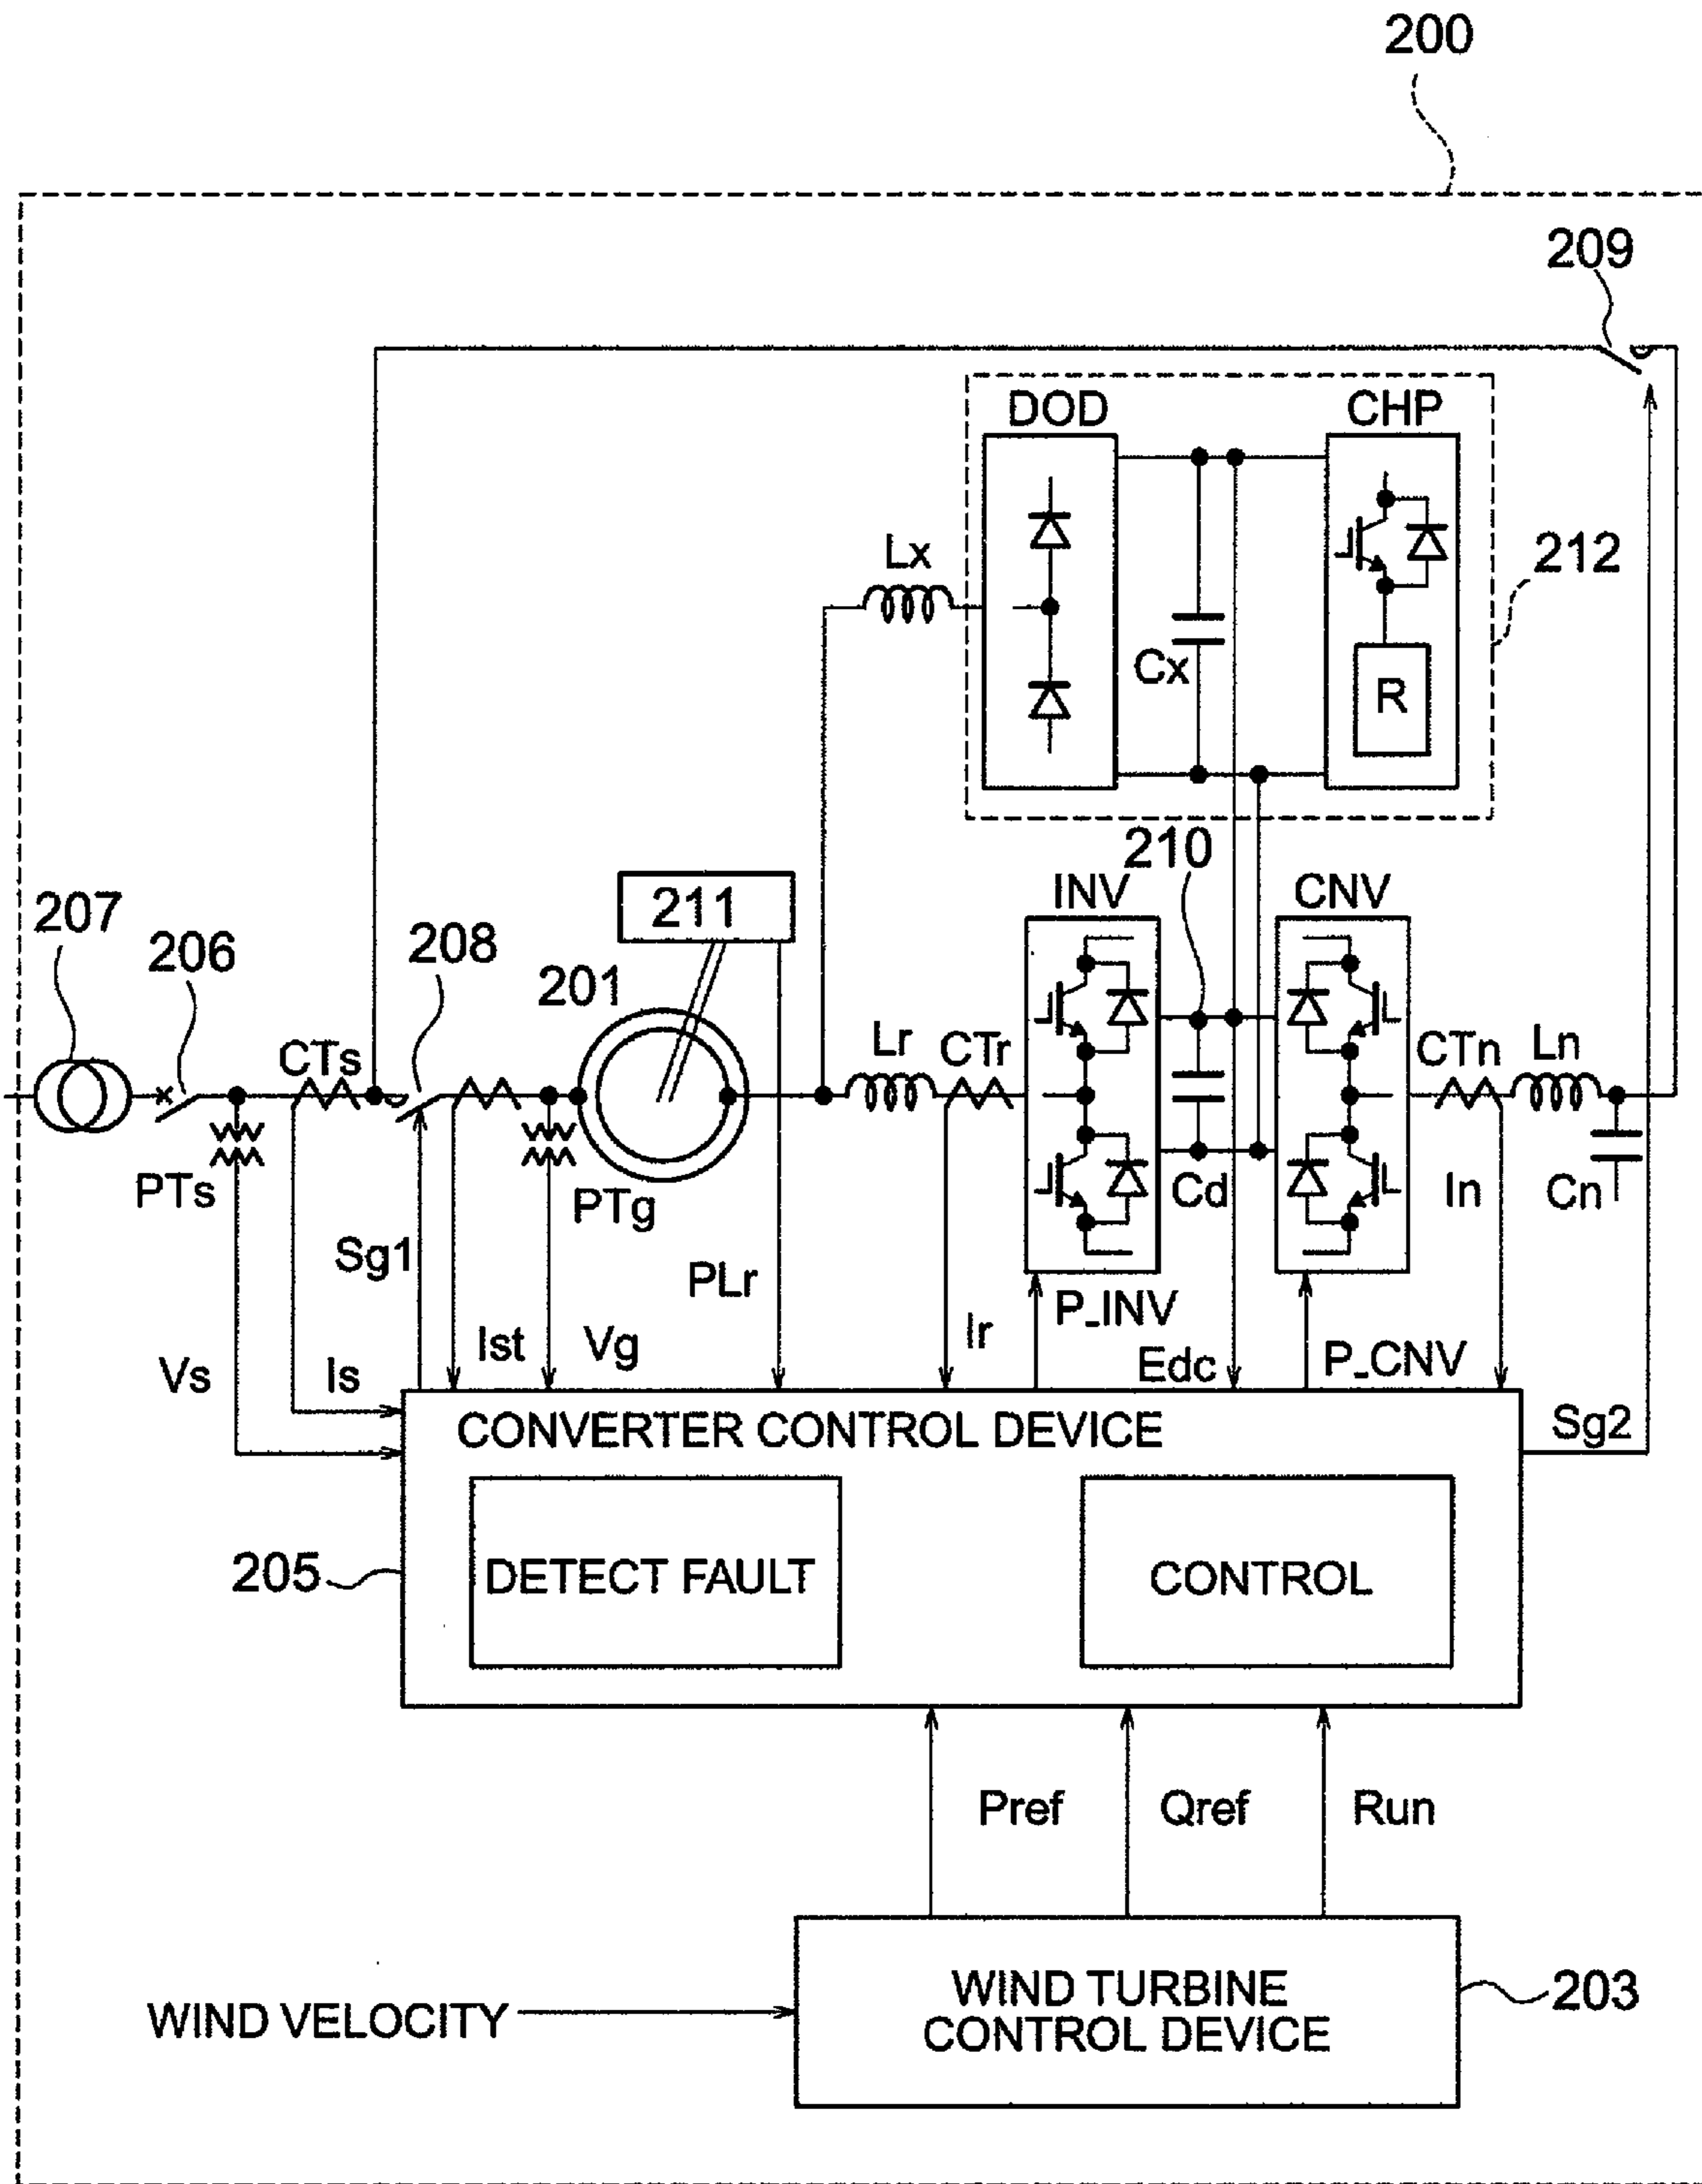 200
209
DOD
CHP
Lx
212
Cx
R
210
INV
CNV
211
207
206
208
201
CTs
Lr
CTr
CTn
Ln
PTs
PTg
Cd
In
Cn
Sg1
PLr
P_INV
Ir
Ist
Vg
Edc
P_CNV
Vs
Is
CONVERTER CONTROL DEVICE
Sg2
205
DETECT FAULT
CONTROL
Pref
Qref
Run
WIND VELOCITY
WIND TURBINE
CONTROL DEVICE
203